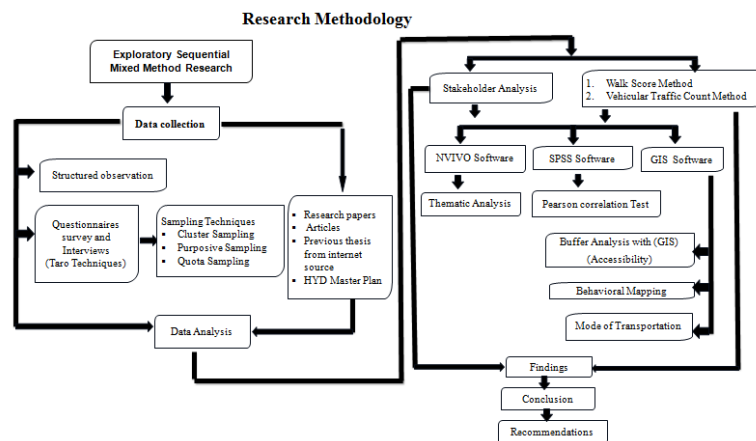 Research Methodology
Exploratory Sequential
Mixed Method Research
Data collection
Structured observation
Questionnaires
survey and
Interviews
(Taro Techniques)
Sampling Techniques
▪ Cluster Sampling
▪ Purposive Sampling
▪ Quota Sampling
▪ Research papers
▪ Articles
▪ Previous thesis
from internet
source
▪ HYD Master Plan
Data Analysis
Stakeholder Analysis
1. Walk Score Method
2. Vehicular Traffic Count Method
NVIVO Software
SPSS Software
GIS Software
Thematic Analysis
Pearson correlation Test
Buffer Analysis with (GIS)
(Accessibility)
Behavioral Mapping
Mode of Transportation
Findings
Conclusion
Recommendations